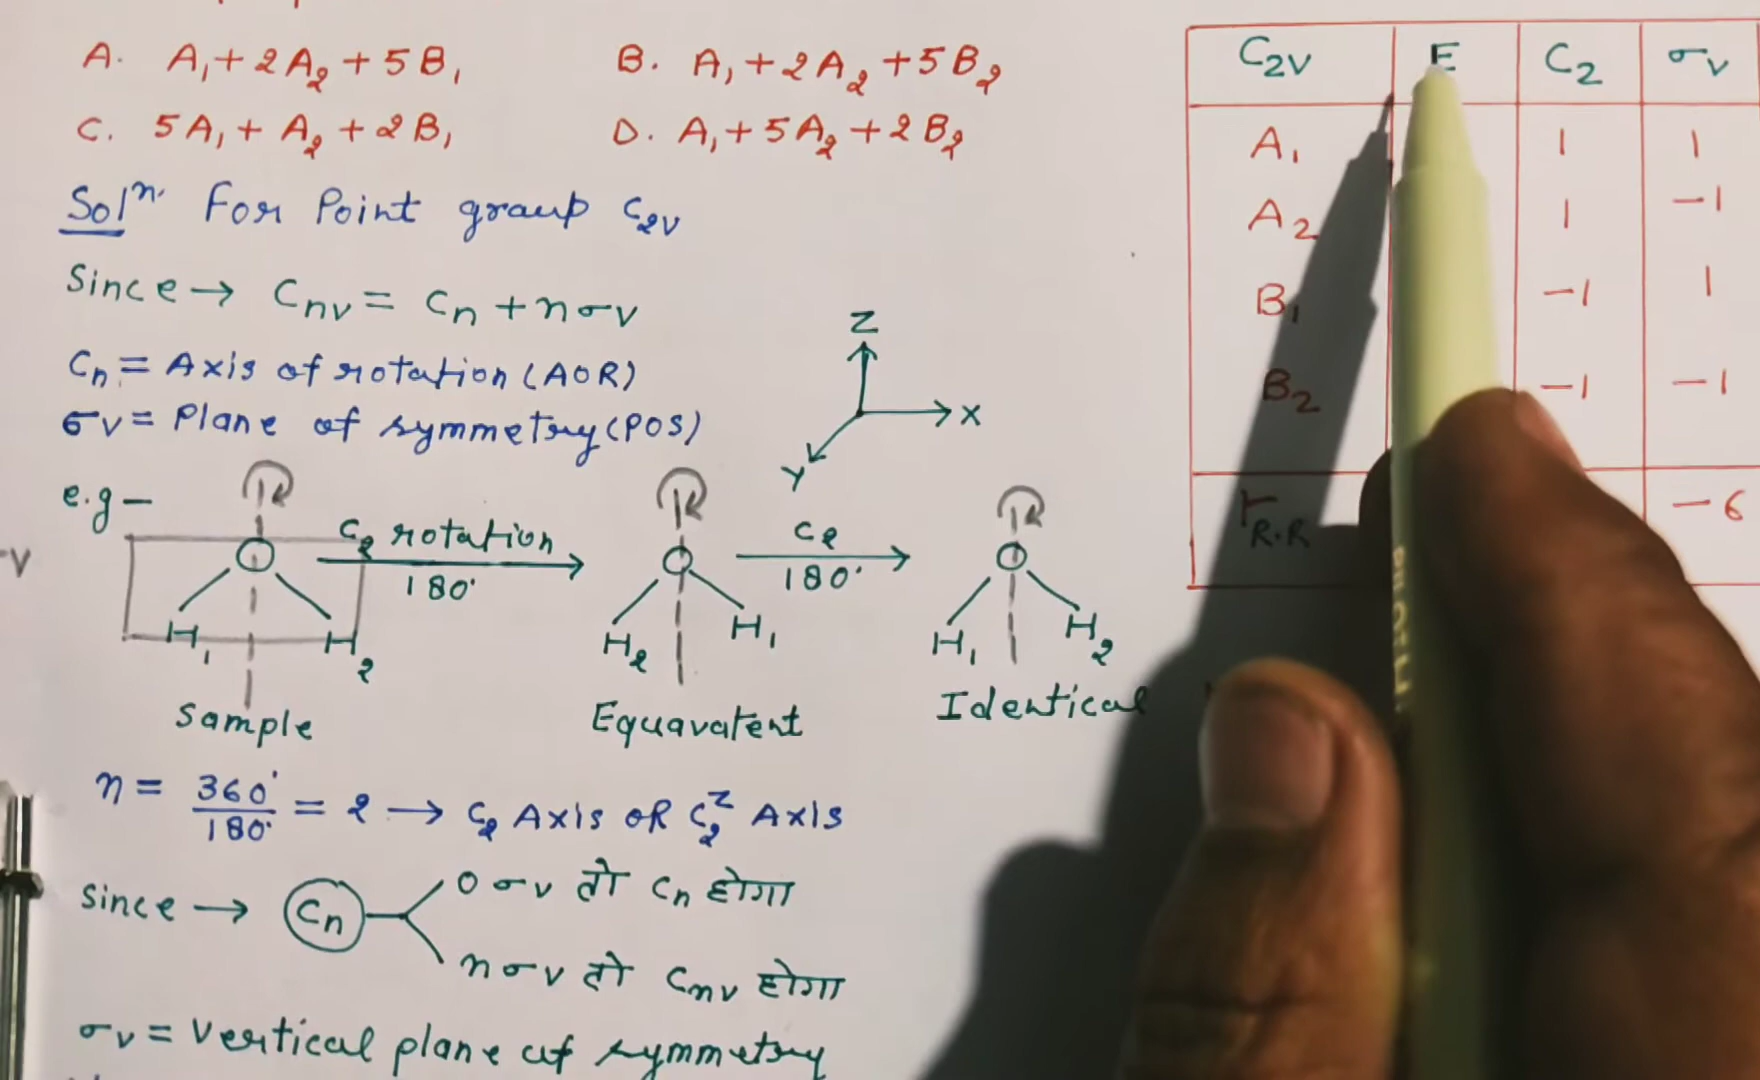 A. A₁ + 2A₂ + 5B₁
B. A₁ + 2A₂ + 5B₂
C. 5A₁ + A₂ + 2B₁
D. A₁ + 5A₂ + 2B₂
Solⁿ. For Point group C₂v
Since → Cnv = Cn + nσv
Cn = Axis of rotation (AOR)
σv = Plane of symmetry (POS)
Z
X
Y
e.g —
C₂ rotation
180°
C₂
180°
H₁ H₂
H₂ H₁
H₁ H₂
Sample
Equavatent
Identical
n = 360°/180° = 2 → C₂ Axis OR C₂ᶻ Axis
Since → Cn
0 σv तो Cn होगा
nσv तो Cnv होगा
σv = Vertical plane of symmetry
C₂v E C₂ σv
A₁ 1 1
A₂ 1 -1
B₁ -1 1
B₂ -1 -1
Γ R.R -6
PILOT